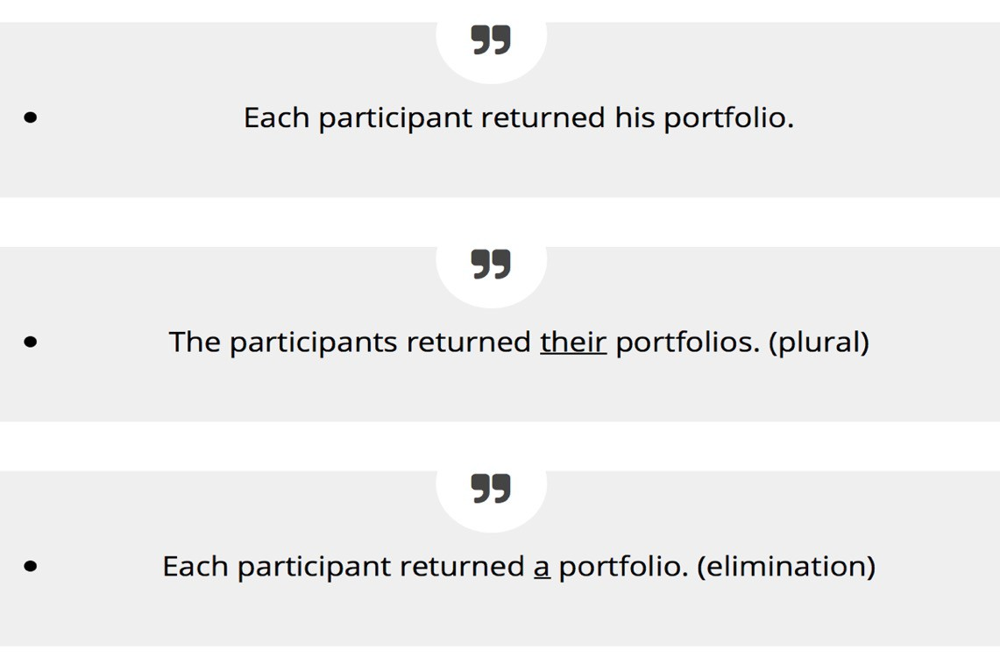 Each participant returned his portfolio.
The participants returned their portfolios. (plural)
Each participant returned a portfolio. (elimination)